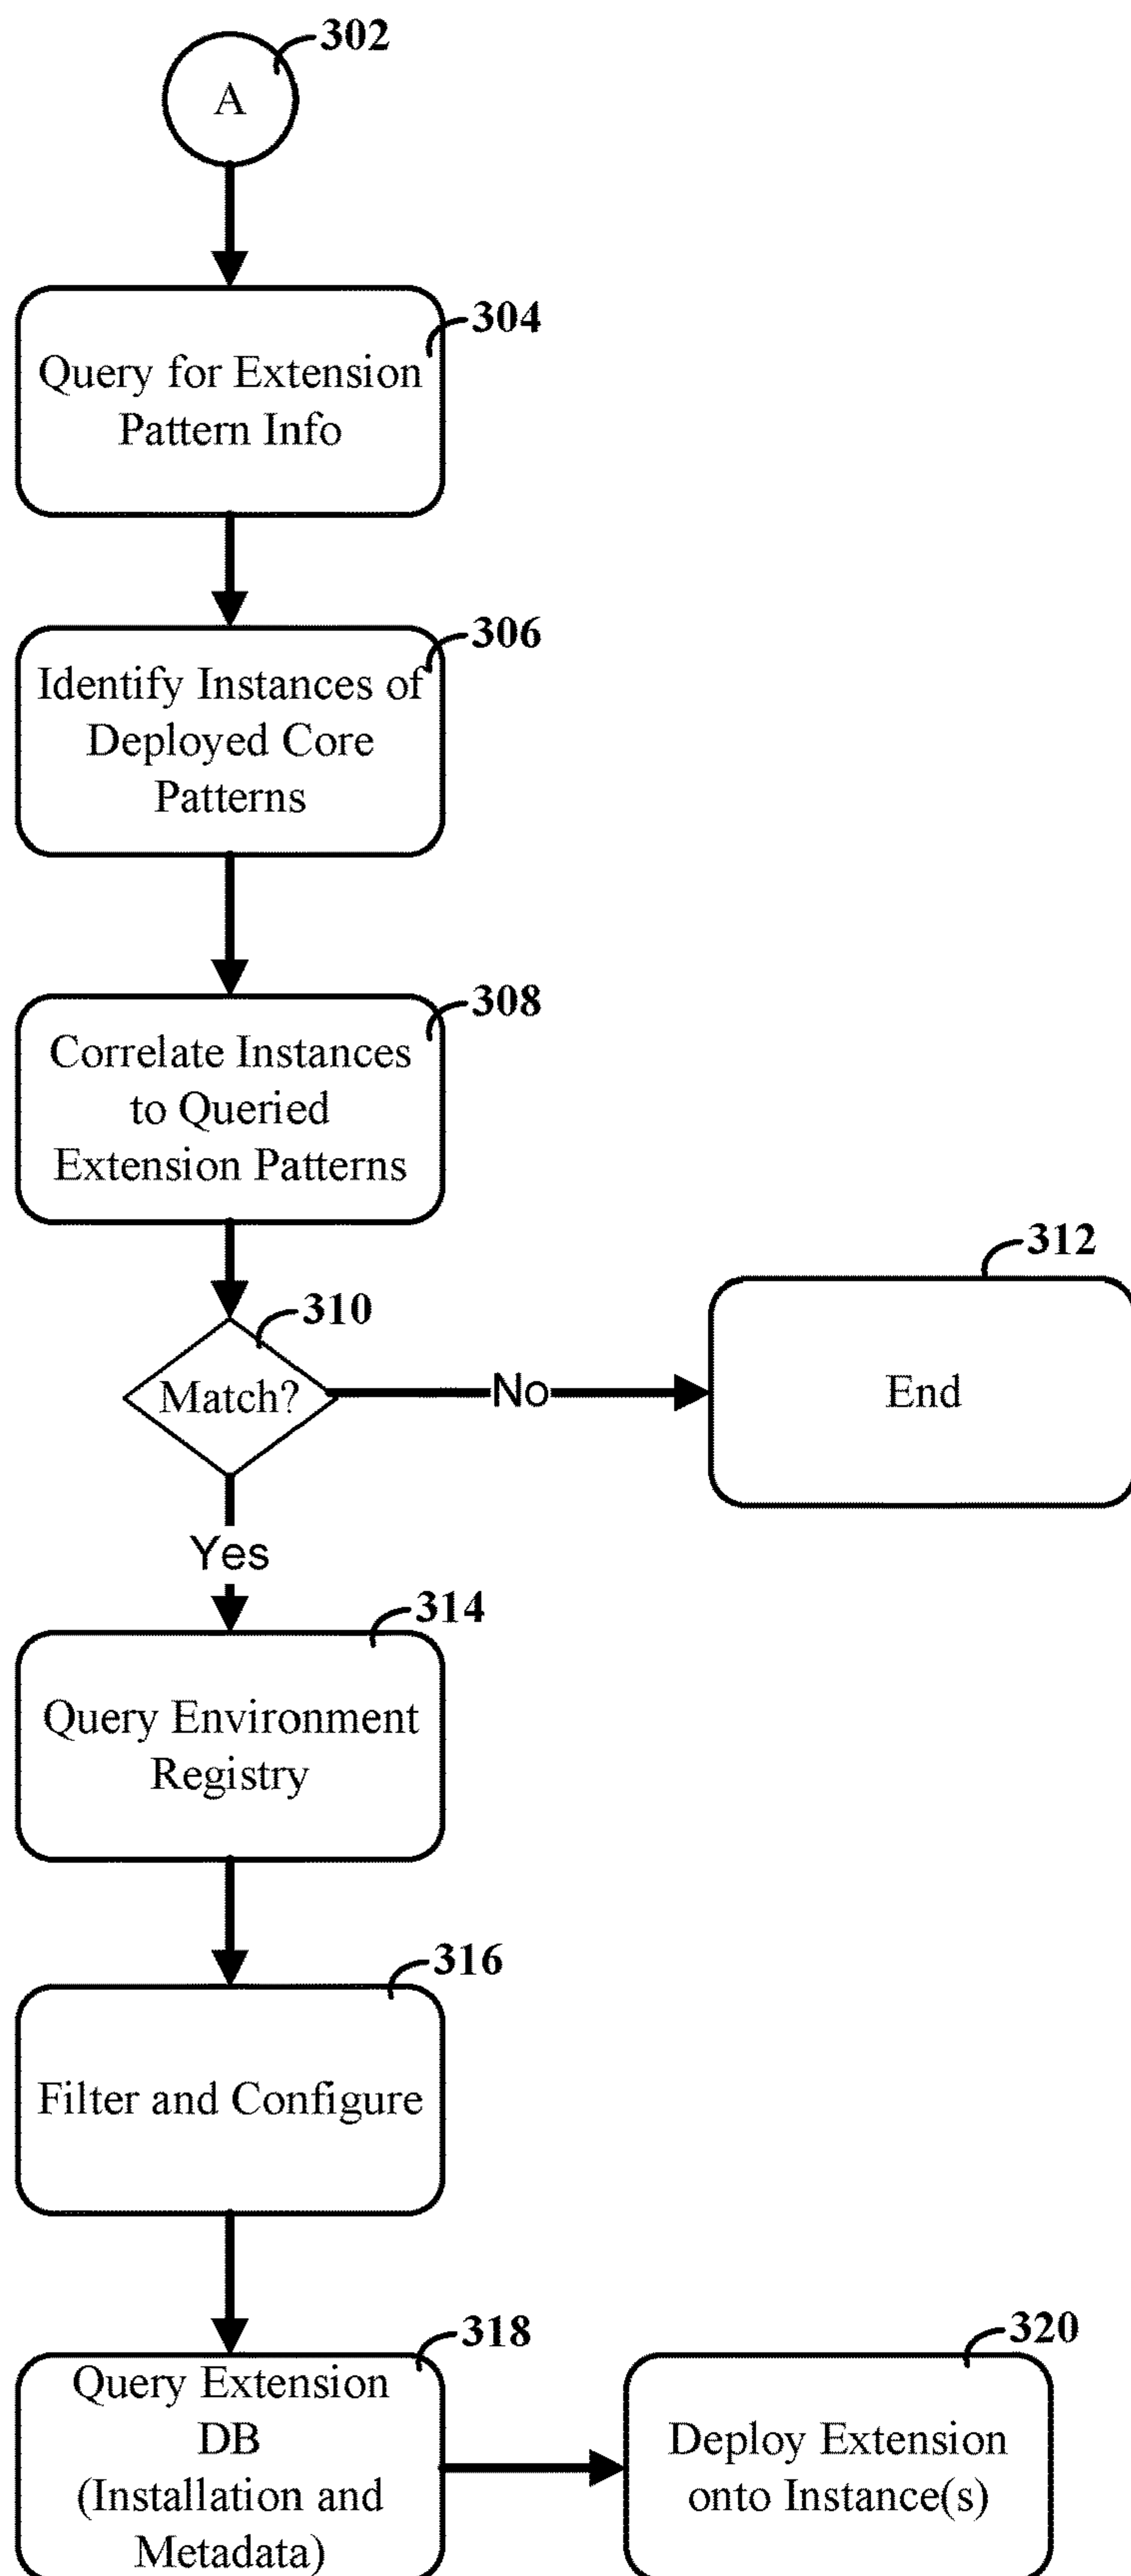 302
A
304
Query for Extension
Pattern Info
306
Identify Instances of
Deployed Core
Patterns
308
Correlate Instances
to Queried
Extension Patterns
310
Match?
No
312
End
Yes
314
Query Environment
Registry
316
Filter and Configure
318
Query Extension
DB
(Installation and
Metadata)
320
Deploy Extension
onto Instance(s)